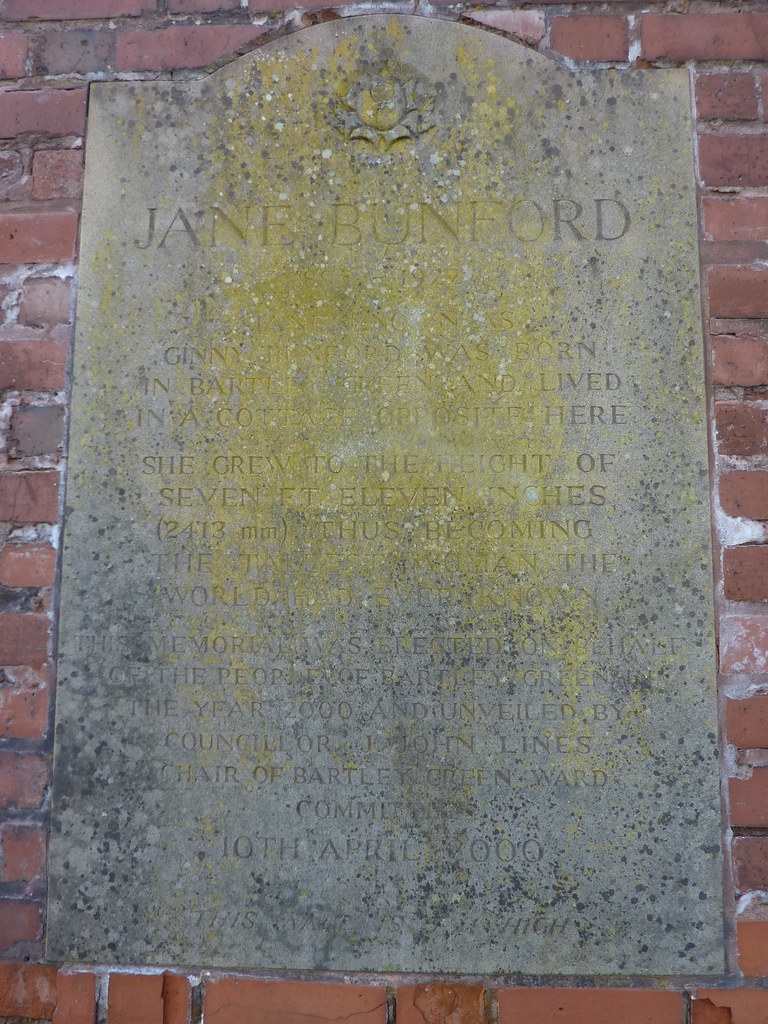 JANE BUNFORD
1922
AS
GINNY BUNFORD WAS BORN
IN BARTLEY GREEN AND LIVED
IN A COTTAGE OPPOSITE HERE
SHE GREW TO THE HEIGHT OF
SEVEN FT ELEVEN INCHES
(2413 mm) THUS BECOMING
THE TALLEST WOMAN THE
WORLD HAD EVER KNOWN
THIS MEMORIAL WAS ERECTED ON BEHALF
OF THE PEOPLE OF BARTLEY GREEN IN
THE YEAR 2000 AND UNVEILED BY
COUNCILLOR J JOHN LINES
CHAIR OF BARTLEY GREEN WARD
COMMITTEE
10TH APRIL 2000
THIS IS HIGH